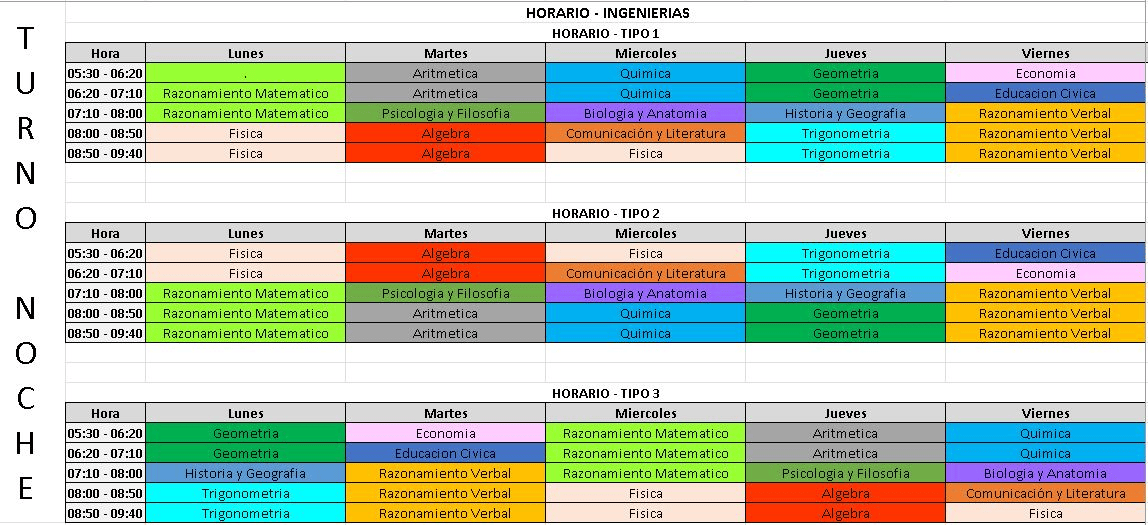 TURNO NOCHE
HORARIO - INGENIERIAS
HORARIO - TIPO 1
Hora Lunes Martes Miercoles Jueves Viernes
05:30 - 06:20 . Aritmetica Quimica Geometria Economia
06:20 - 07:10 Razonamiento Matematico Aritmetica Quimica Geometria Educacion Civica
07:10 - 08:00 Razonamiento Matematico Psicologia y Filosofia Biologia y Anatomia Historia y Geografia Razonamiento Verbal
08:00 - 08:50 Fisica Algebra Comunicación y Literatura Trigonometria Razonamiento Verbal
08:50 - 09:40 Fisica Algebra Fisica Trigonometria Razonamiento Verbal
HORARIO - TIPO 2
Hora Lunes Martes Miercoles Jueves Viernes
05:30 - 06:20 Fisica Algebra Fisica Trigonometria Educacion Civica
06:20 - 07:10 Fisica Algebra Comunicación y Literatura Trigonometria Economia
07:10 - 08:00 Razonamiento Matematico Psicologia y Filosofia Biologia y Anatomia Historia y Geografia Razonamiento Verbal
08:00 - 08:50 Razonamiento Matematico Aritmetica Quimica Geometria Razonamiento Verbal
08:50 - 09:40 Razonamiento Matematico Aritmetica Quimica Geometria Razonamiento Verbal
HORARIO - TIPO 3
Hora Lunes Martes Miercoles Jueves Viernes
05:30 - 06:20 Geometria Economia Razonamiento Matematico Aritmetica Quimica
06:20 - 07:10 Geometria Educacion Civica Razonamiento Matematico Aritmetica Quimica
07:10 - 08:00 Historia y Geografia Razonamiento Verbal Razonamiento Matematico Psicologia y Filosofia Biologia y Anatomia
08:00 - 08:50 Trigonometria Razonamiento Verbal Fisica Algebra Comunicación y Literatura
08:50 - 09:40 Trigonometria Razonamiento Verbal Fisica Algebra Fisica